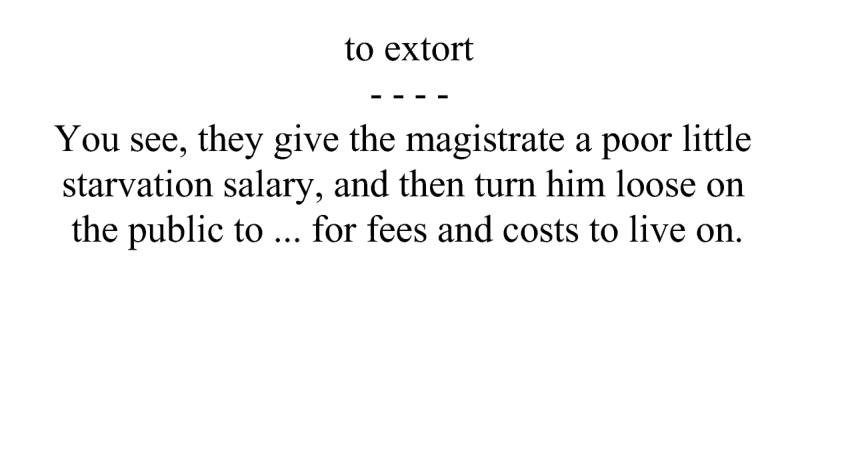 to extort
- - - -
You see, they give the magistrate a poor little
starvation salary, and then turn him loose on
the public to ... for fees and costs to live on.